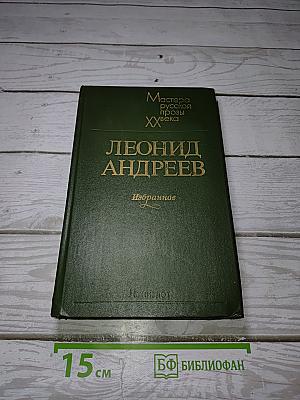 Мастера
русской
прозы
XX века
ЛЕОНИД
АНДРЕЕВ
Избранное
15 см
БФ БИБЛИОФАН